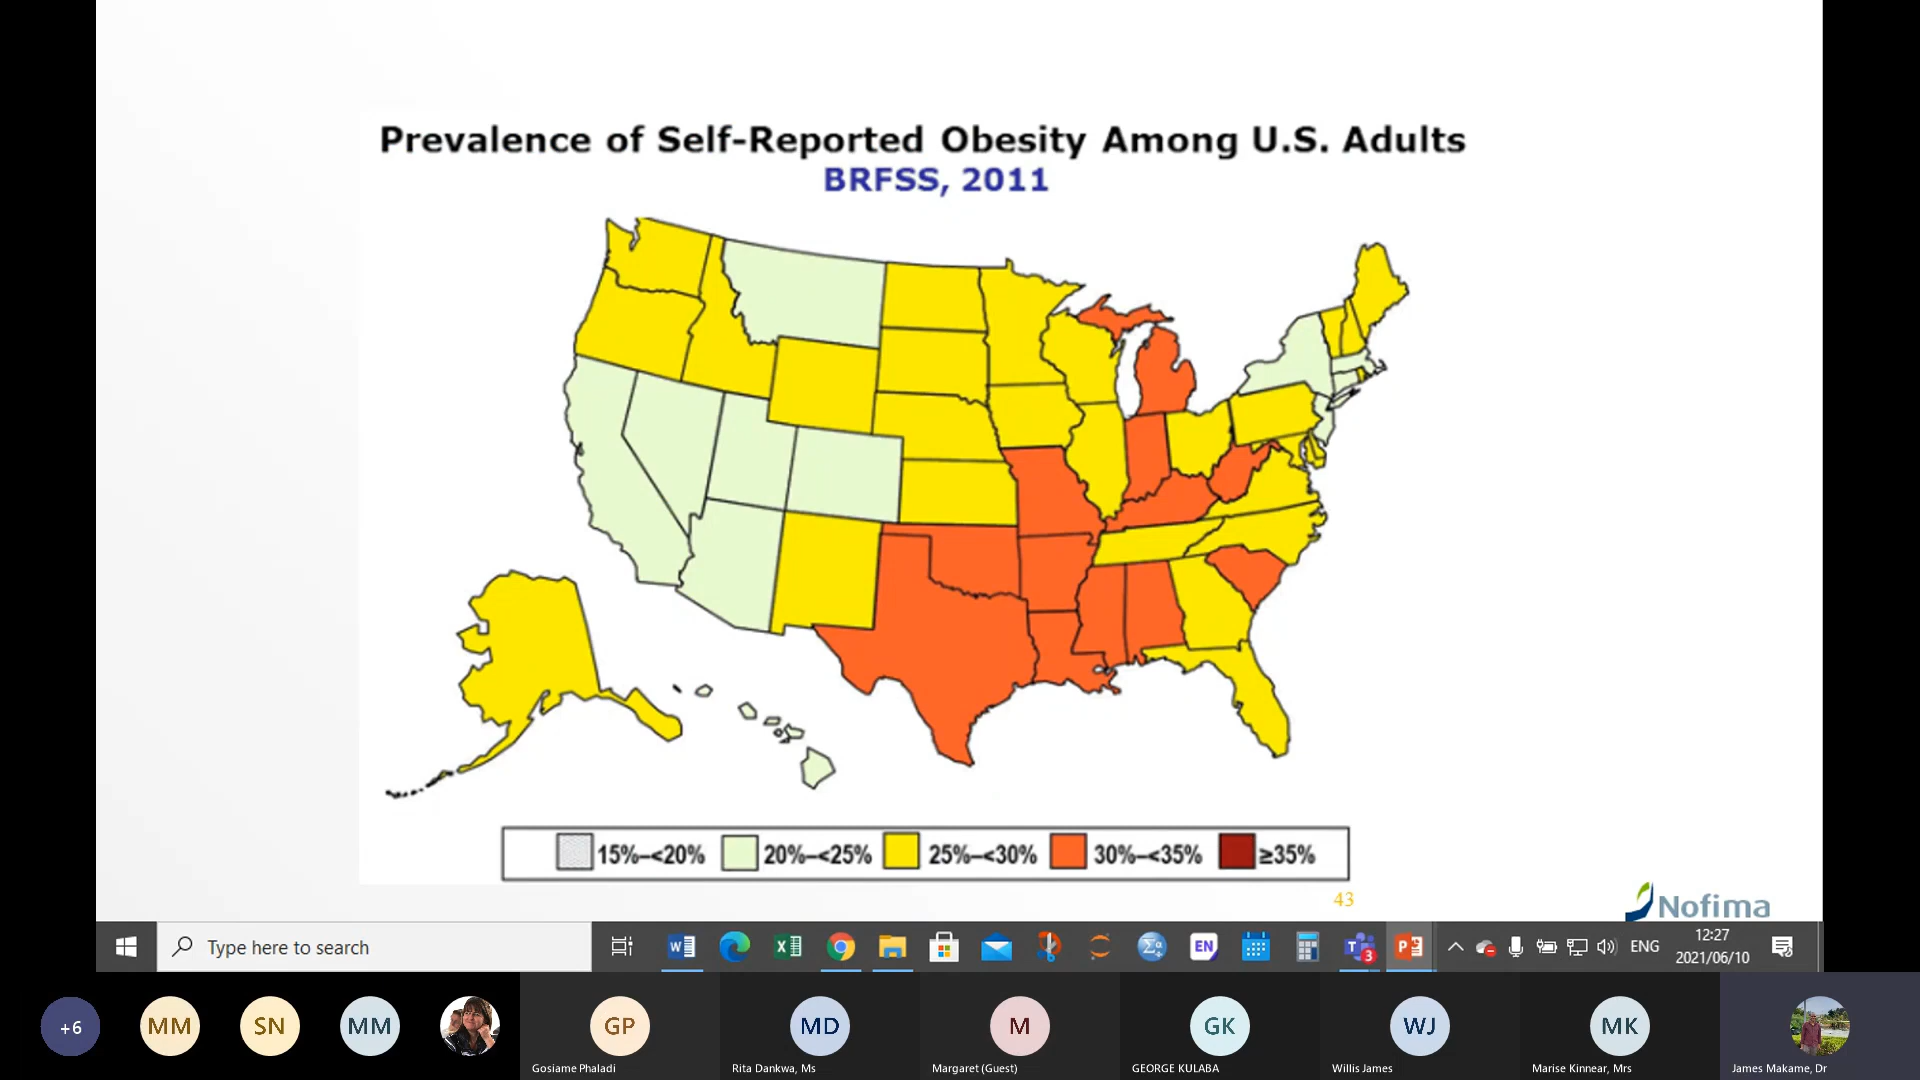 Prevalence of Self-Reported Obesity Among U.S. Adults
BRFSS, 2011
15%–<20% 20%–<25% 25%–<30% 30%–<35% ≥35%
43
Nofima
Type here to search
EN
3
ENG
12:27
2021/06/10
+6
MM
SN
MM
GP
MD
M
GK
WJ
MK
Gosiame Phaladi
Rita Dankwa, Ms
Margaret (Guest)
GEORGE KULABA
Willis James
Marise Kinnear, Mrs
James Makame, Dr